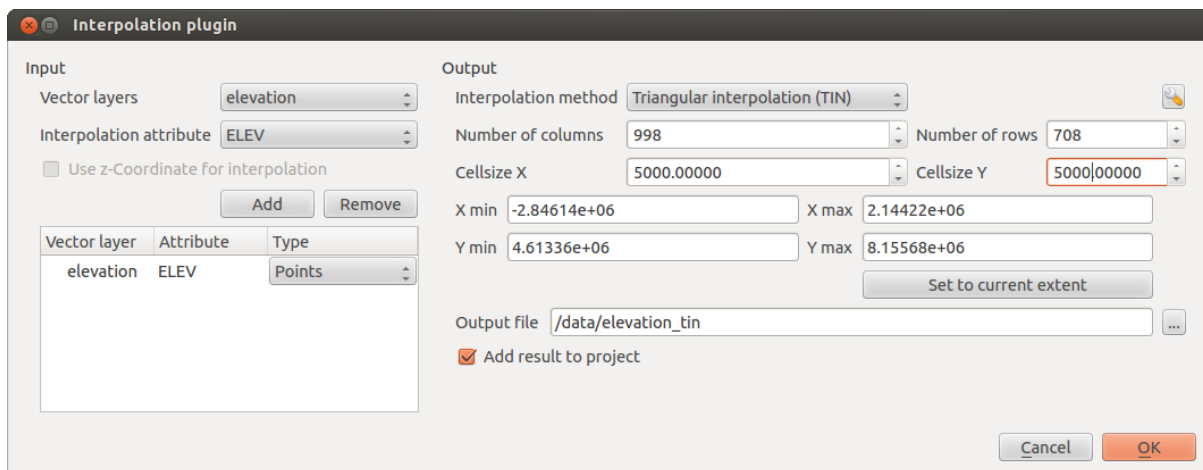 Interpolation plugin
Input
Vector layers elevation
Interpolation attribute ELEV
Use z-Coordinate for interpolation
Add Remove
Vector layer Attribute Type
elevation ELEV Points
Output
Interpolation method Triangular interpolation (TIN)
Number of columns 998 Number of rows 708
Cellsize X 5000.00000 Cellsize Y 5000.00000
X min -2.84614e+06 X max 2.14422e+06
Y min 4.61336e+06 Y max 8.15568e+06
Set to current extent
Output file /data/elevation_tin ...
Add result to project
Cancel OK